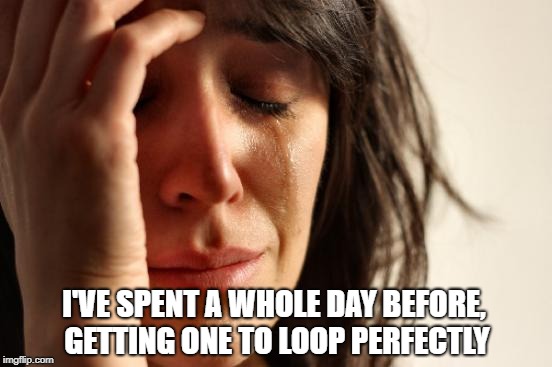 I'VE SPENT A WHOLE DAY BEFORE,
GETTING ONE TO LOOP PERFECTLY
imgflip.com